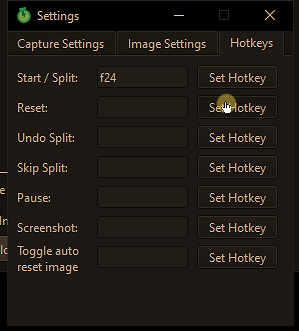 Settings
Capture Settings Image Settings Hotkeys
Start / Split: f24 Set Hotkey
Reset: Set Hotkey
Undo Split: Set Hotkey
Skip Split: Set Hotkey
Pause: Set Hotkey
Screenshot: Set Hotkey
Toggle auto
reset image Set Hotkey